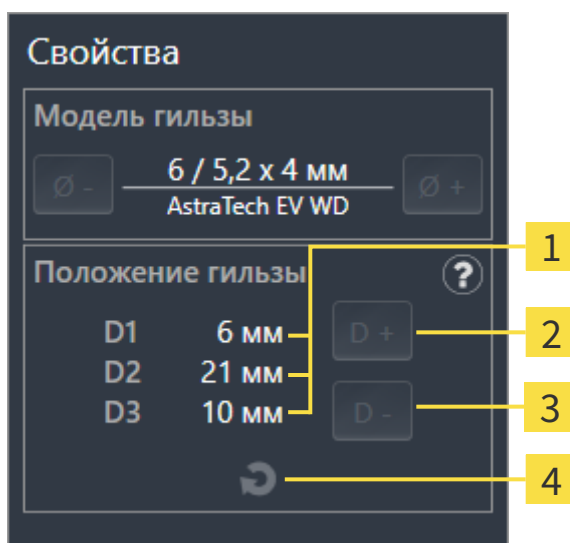 Свойства
Модель гильзы
Ø -
6 / 5,2 x 4 мм
Ø +
AstraTech EV WD
Положение гильзы
?
1
D1 6 мм
D +
2
D2 21 мм
D3 10 мм
D -
3
4